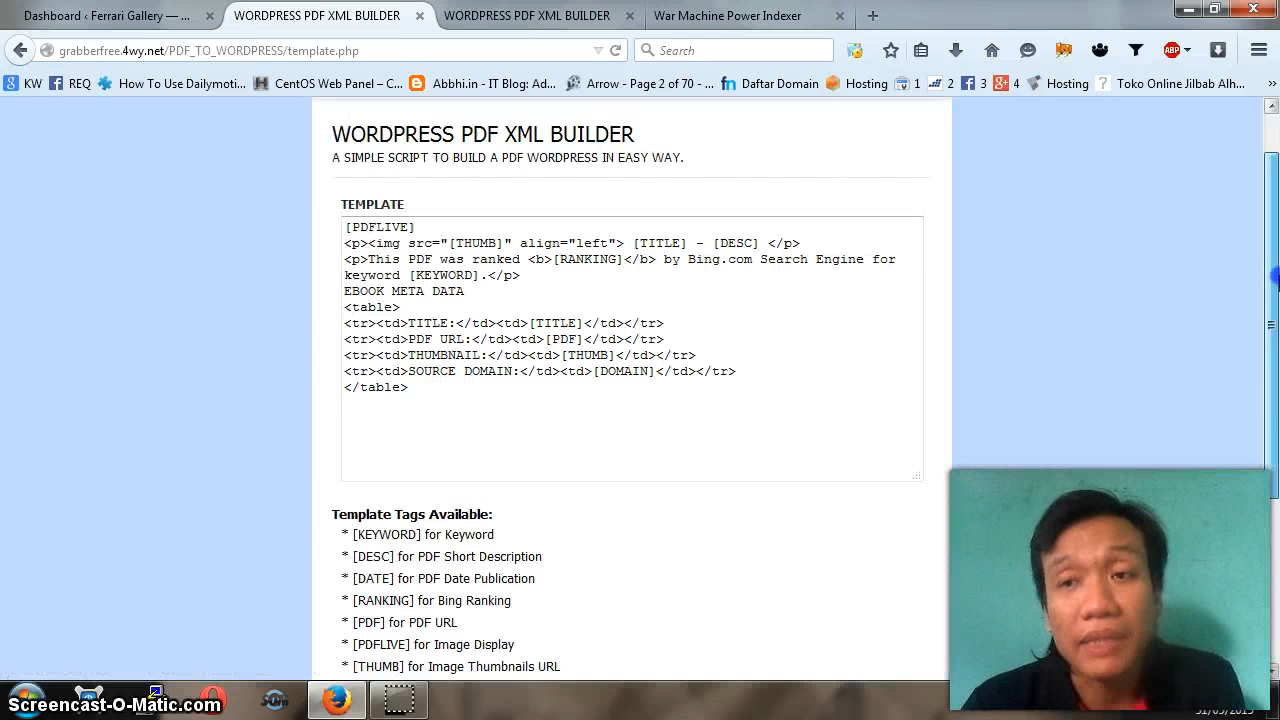 Dashboard ‹ Ferrari Gallery — ...
WORDPRESS PDF XML BUILDER
WORDPRESS PDF XML BUILDER
War Machine Power Indexer
grabberfree.4wy.net/PDF_TO_WORDPRESS/template.php
Search
ABP
KW
REQ
How To Use Dailymoti...
CentOS Web Panel – C...
Abbhi.in - IT Blog: Ad...
Arrow - Page 2 of 70 - ...
Daftar Domain
Hosting
1
2
3
4
Hosting
Toko Online Jilbab Alh...
WORDPRESS PDF XML BUILDER
A SIMPLE SCRIPT TO BUILD A PDF WORDPRESS IN EASY WAY.
TEMPLATE
[PDFLIVE]
<p><img src="[THUMB]" align="left"> [TITLE] - [DESC] </p>
<p>This PDF was ranked <b>[RANKING]</b> by Bing.com Search Engine for
keyword [KEYWORD].</p>
EBOOK META DATA
<table>
<tr><td>TITLE:</td><td>[TITLE]</td></tr>
<tr><td>PDF URL:</td><td>[PDF]</td></tr>
<tr><td>THUMBNAIL:</td><td>[THUMB]</td></tr>
<tr><td>SOURCE DOMAIN:</td><td>[DOMAIN]</td></tr>
</table>
Template Tags Available:
* [KEYWORD] for Keyword
* [DESC] for PDF Short Description
* [DATE] for PDF Date Publication
* [RANKING] for Bing Ranking
* [PDF] for PDF URL
* [PDFLIVE] for Image Display
* [THUMB] for Image Thumbnails URL
Screencast-O-Matic.com
31/05/2015